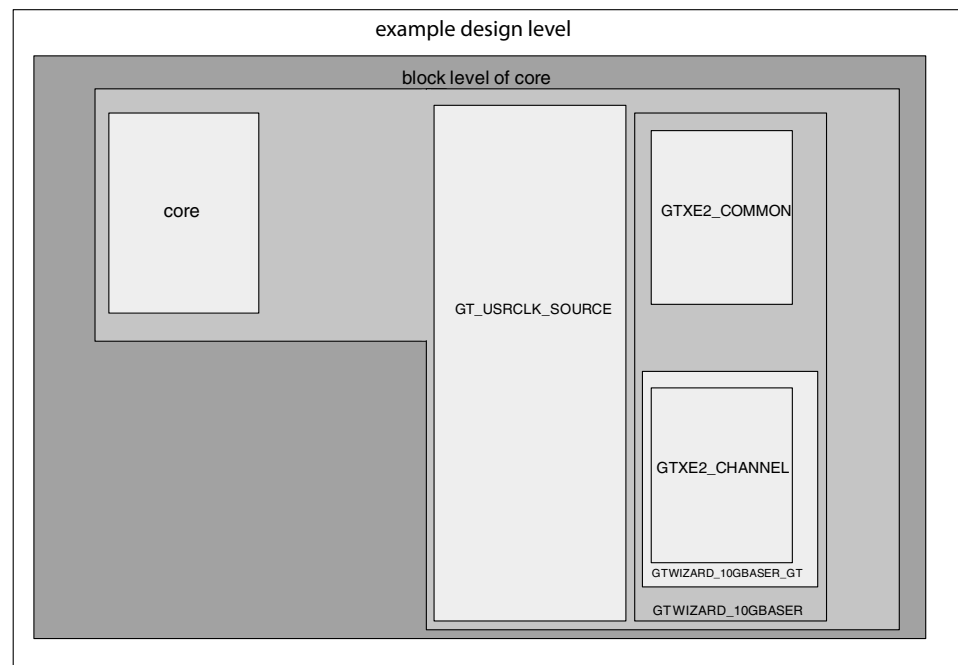 example design level
block level of core
core
GTXE2_COMMON
GT_USRCLK_SOURCE
GTXE2_CHANNEL
GTWIZARD_10GBASER_GT
GTWIZARD_10GBASER